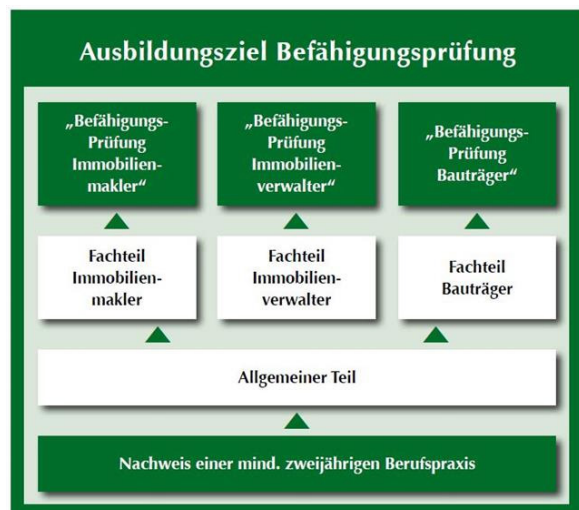 Ausbildungsziel Befähigungsprüfung
„Befähigungs-
Prüfung
Immobilien-
makler“
„Befähigungs-
Prüfung
Immobilien-
verwalter“
„Befähigungs-
Prüfung
Bauträger“
Fachteil
Immobilien-
makler
Fachteil
Immobilien-
verwalter
Fachteil
Bauträger
Allgemeiner Teil
Nachweis einer mind. zweijährigen Berufspraxis